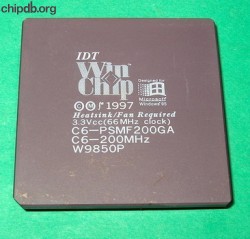 chipdb.org
IDT
WinChip
Designed for
Microsoft
Windows 95
© M 1997
Heatsink/Fan Required
3.3Vcc(66MHz clock)
C6-PSMF200GA
C6-200MHz
W9850P